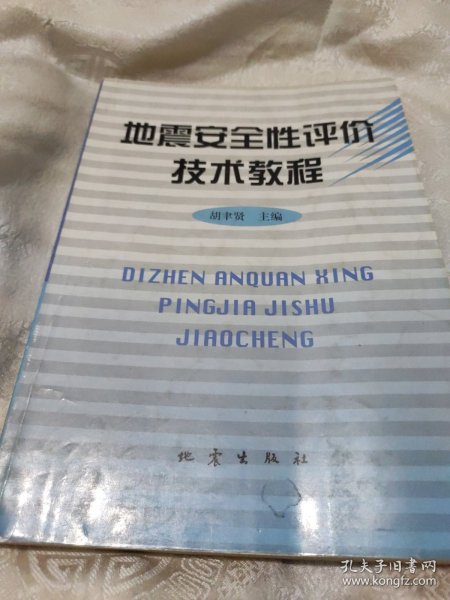 地震安全性评价
技术教程
胡聿贤 主编
DIZHEN ANQUAN XING
PINGJIA JISHU
JIAOCHENG
地震出版社
孔夫子旧书网
www.kongfz.com